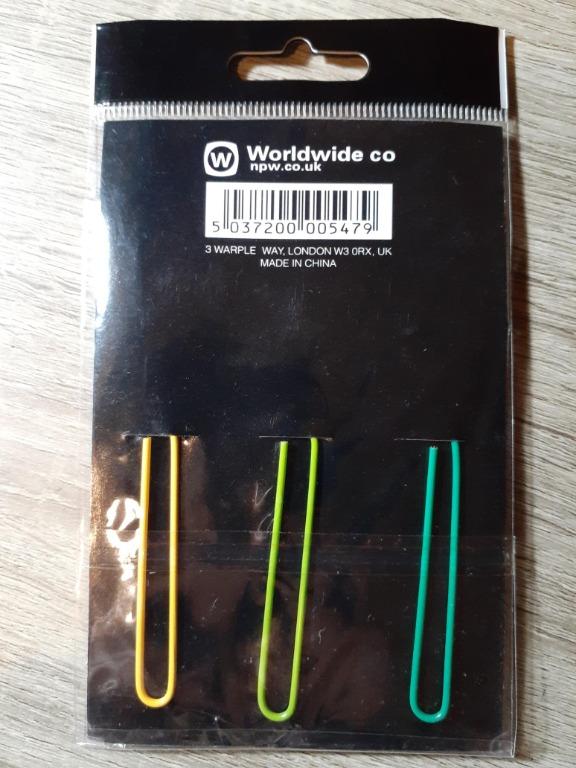 W Worldwide co
npw.co.uk
5 037200 005479
3 WARPLE WAY, LONDON W3 0RX, UK
MADE IN CHINA